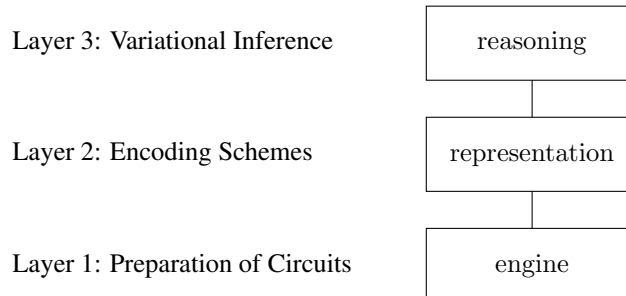 Layer 3: Variational Inference reasoning
Layer 2: Encoding Schemes representation
Layer 1: Preparation of Circuits engine